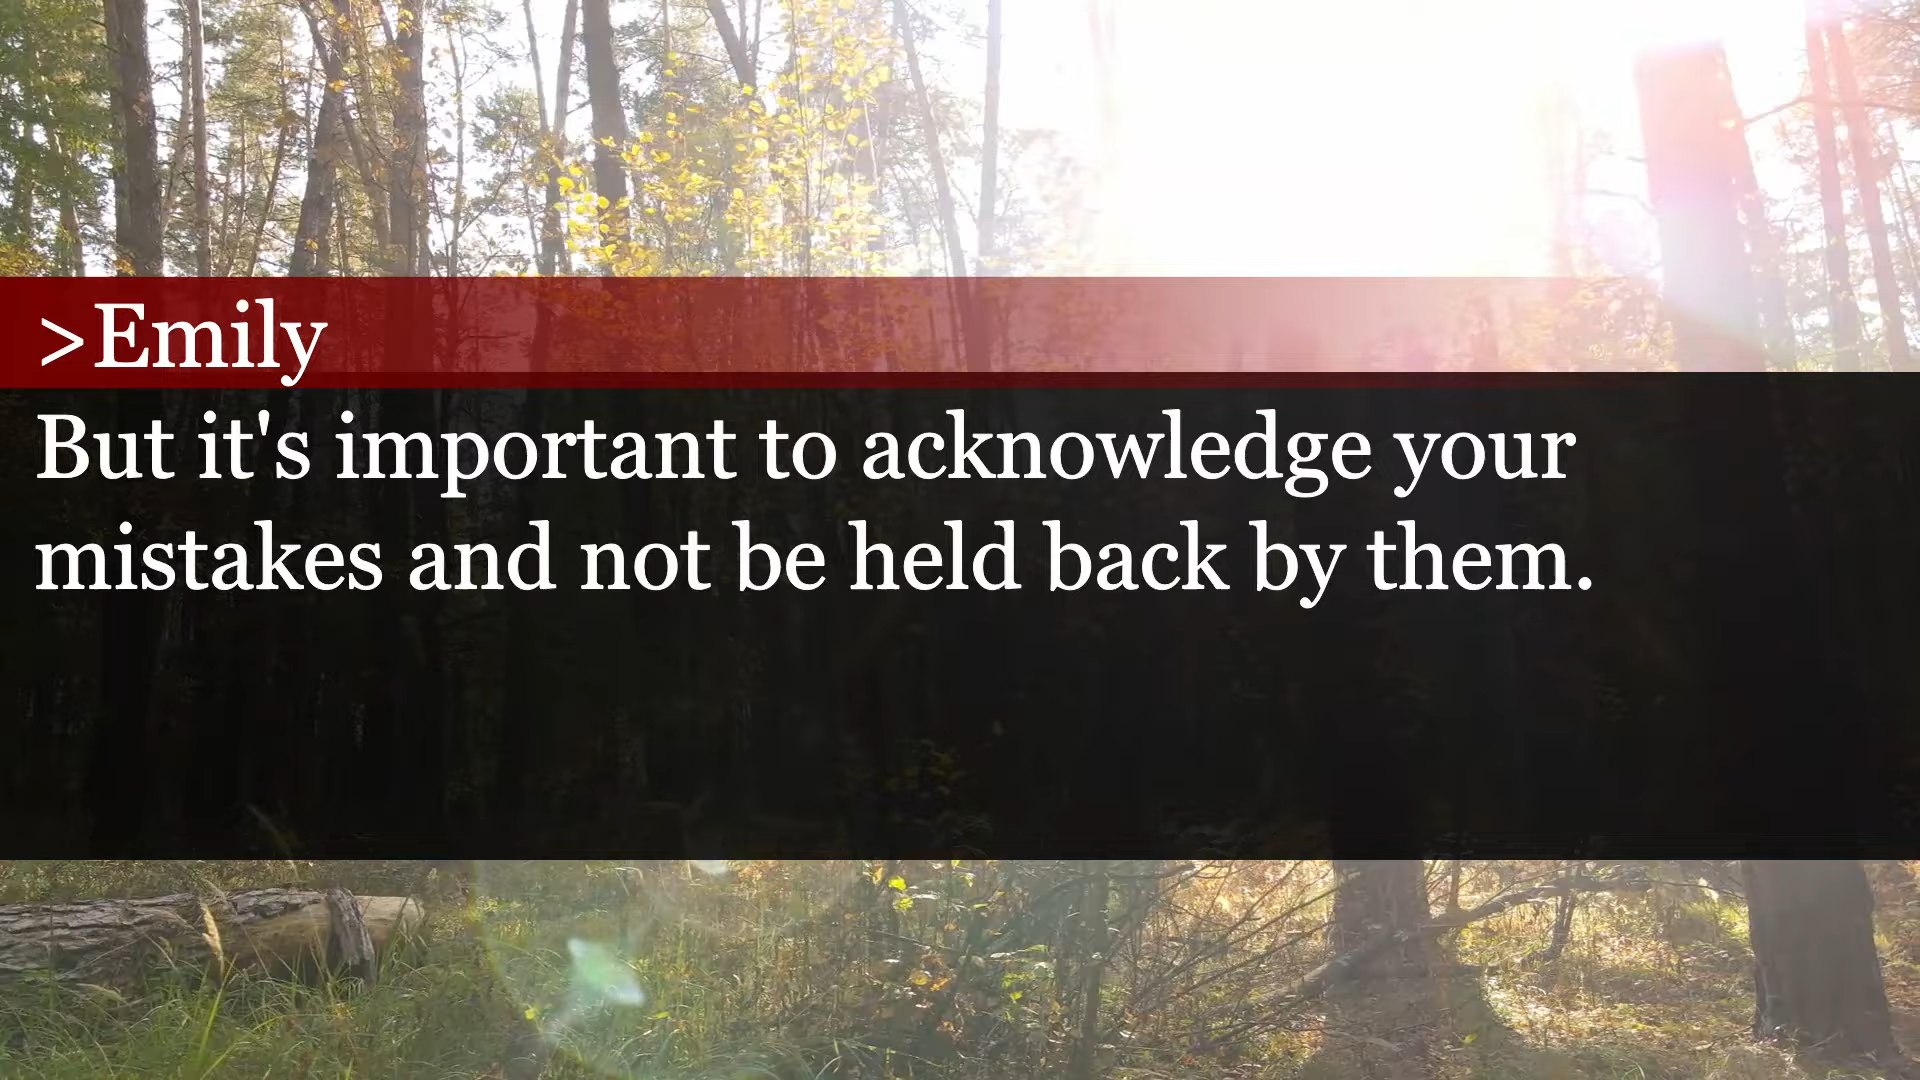 >Emily
But it's important to acknowledge your
mistakes and not be held back by them.